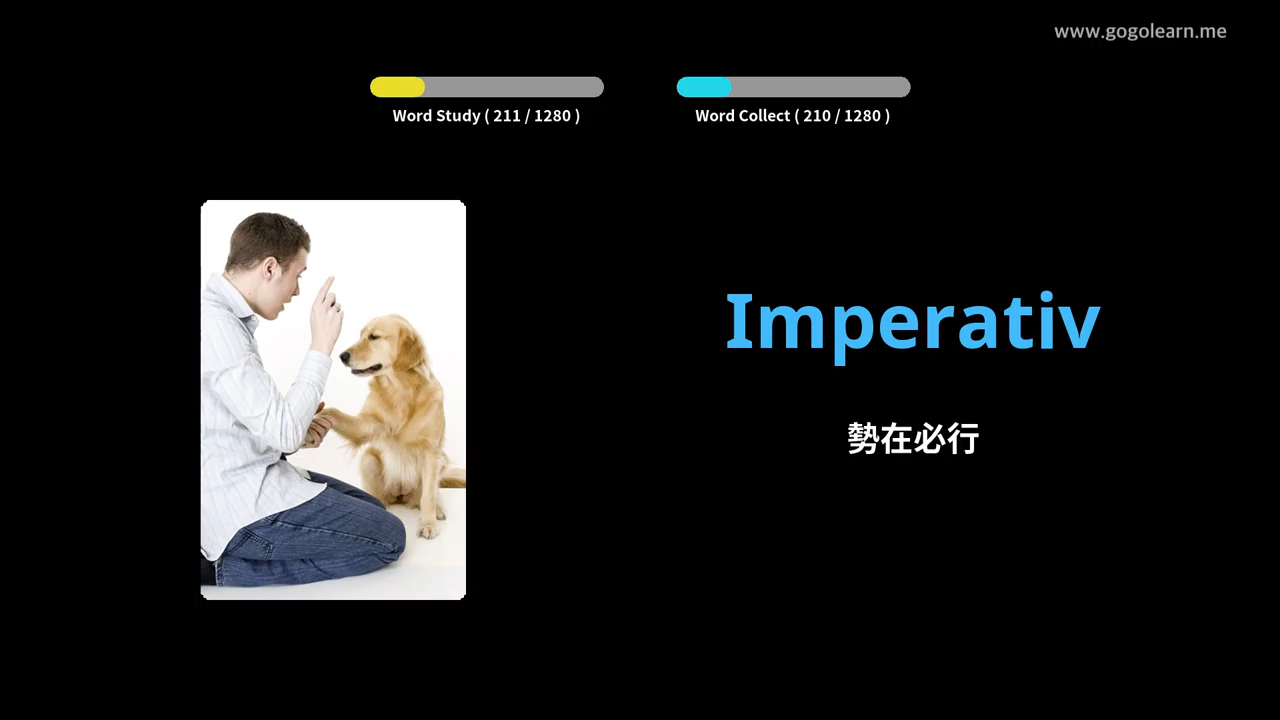 www.gogolearn.me
Word Study ( 211 / 1280 )
Word Collect ( 210 / 1280 )
Imperativ
勢在必行